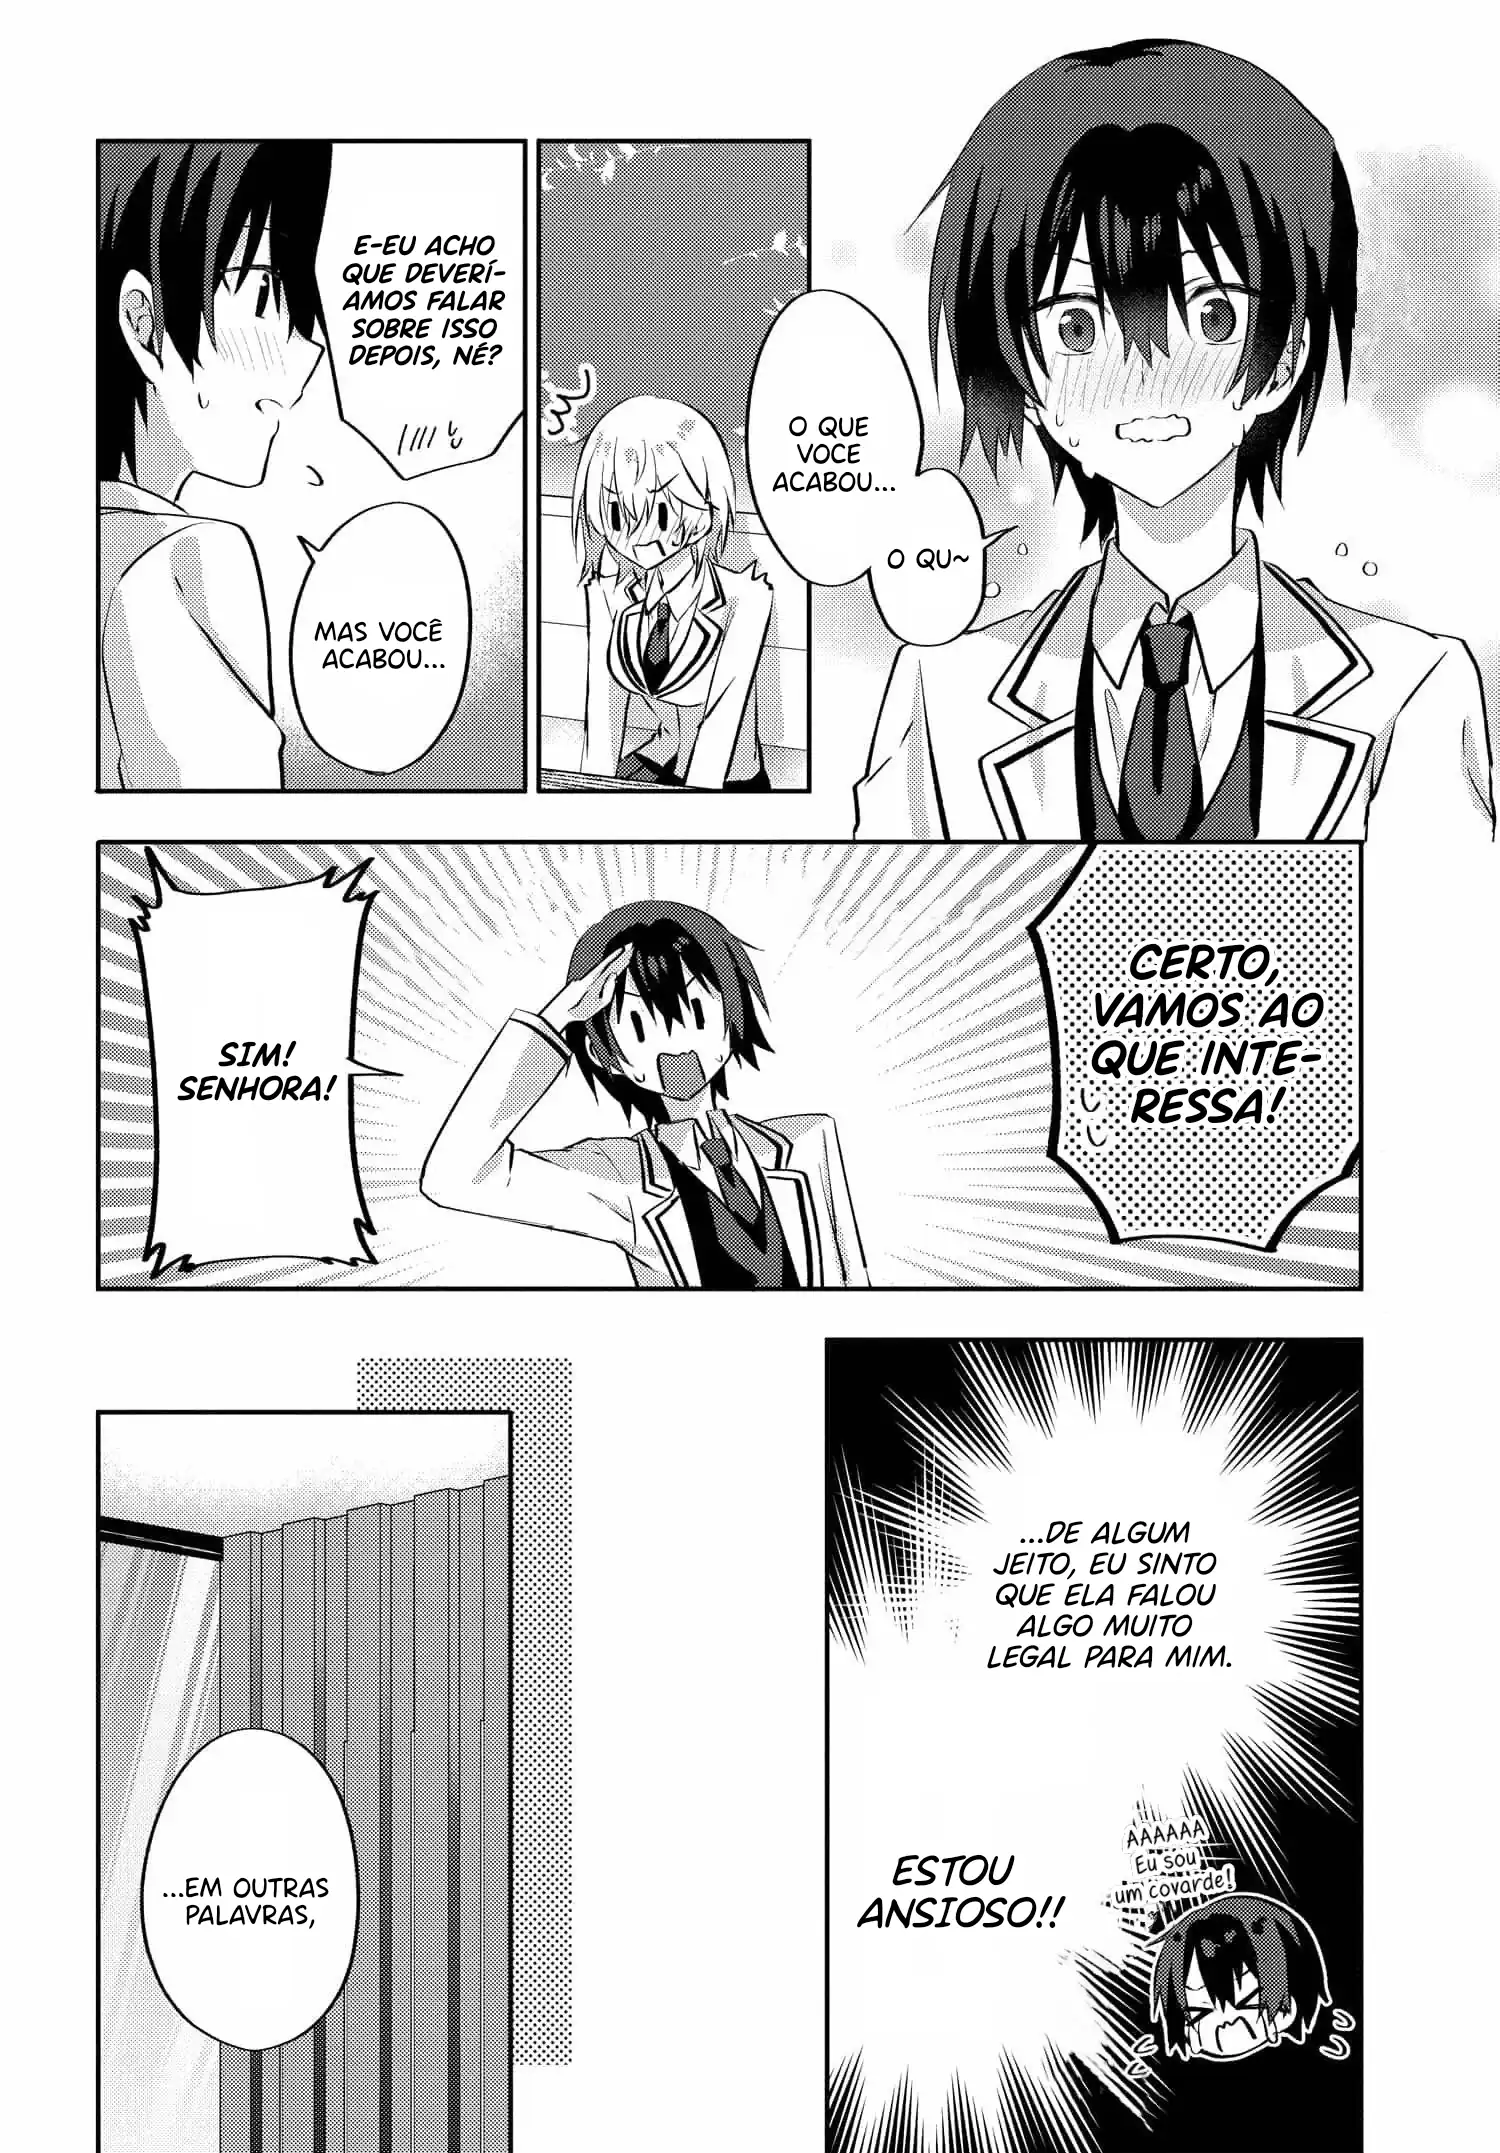 O QU~
O QUE
VOCE
ACABOU...
E-EU ACHO
QUE DEVERÍ-
AMOS FALAR
SOBRE ISSO
DEPOIS, NÉ?
MAS VOCÊ
ACABOU...
CERTO,
VAMOS AO
QUE INTE-
RESSA!
SIM!
SENHORA!
...DE ALGUM
JEITO, EU SINTO
QUE ELA FALOU
ALGO MUITO
LEGAL PARA MIM.
ESTOU
ANSIOSO!!
AAAAAA
Eu sou
um covarde!
...EM OUTRAS
PALAVRAS,